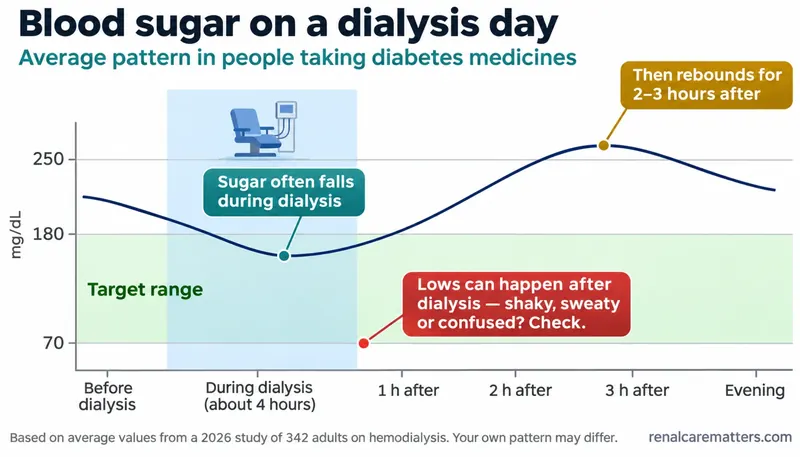 Blood sugar on a dialysis day
Average pattern in people taking diabetes medicines
Then rebounds for
2–3 hours after
250
Sugar often falls
during dialysis
180
mg/dL
Target range
Lows can happen after
dialysis — shaky, sweaty
or confused? Check.
70
Before
dialysis
During dialysis
(about 4 hours)
1 h after
2 h after
3 h after
Evening
Based on average values from a 2026 study of 342 adults on hemodialysis. Your own pattern may differ.
renalcarematters.com